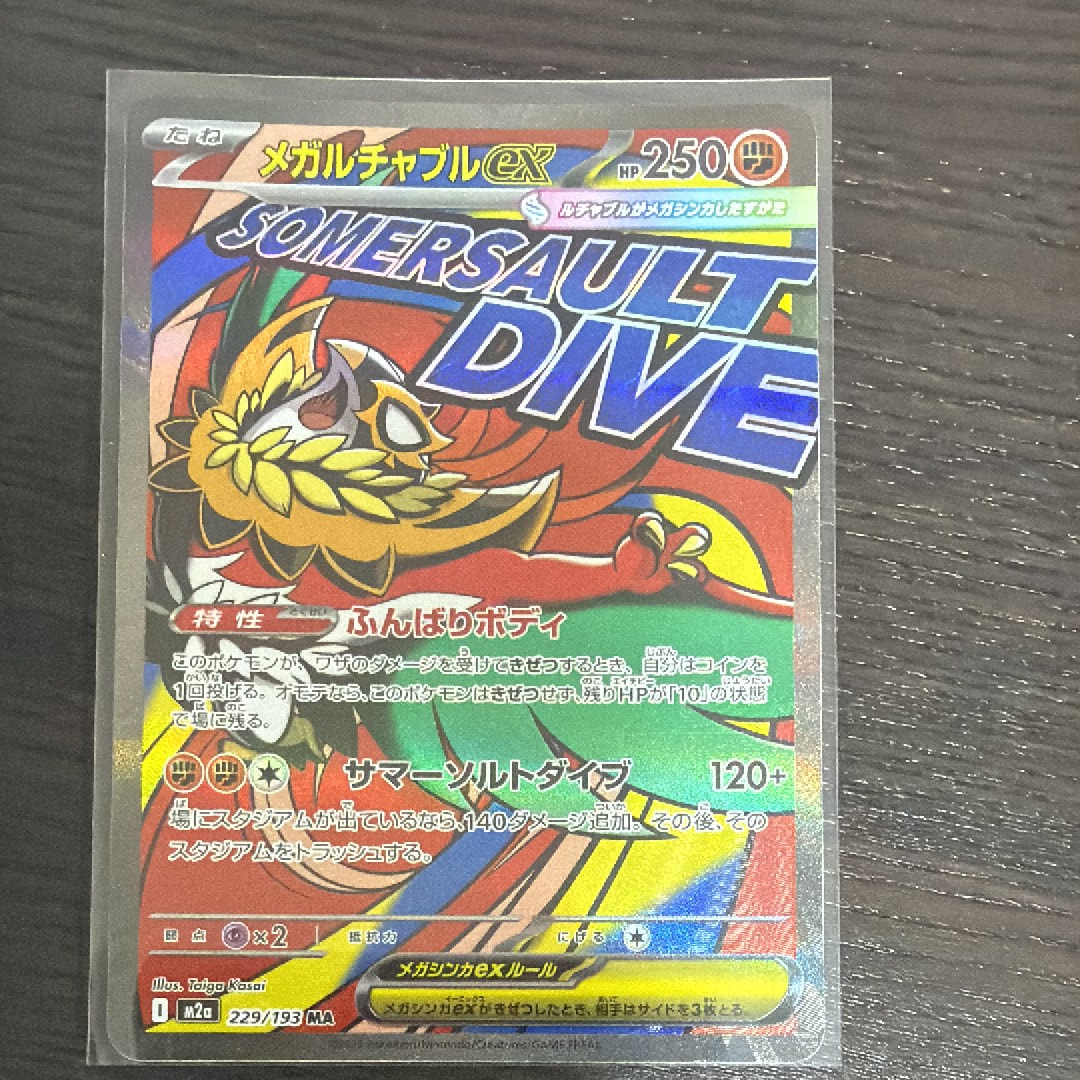 たね
メガルチャブルex
HP 250
ルチャブルがメガシンカしたすがた
SOMERSAULT
DIVE
特性 ふんばりボディ
このポケモンが、ワザのダメージを受けてきぜつするとき、自分はコインを
1回投げる。オモテなら、このポケモンはきぜつせず、残りHPが「10」の状態
で場に残る。
サマーソルトダイブ 120+
場にスタジアムが出ているなら、140ダメージ追加。その後、その
スタジアムをトラッシュする。
弱点 ×2 抵抗力 にげる
Illus. Taiga Kasai
メガシンカexルール
メガシンカexがきぜつしたとき、相手はサイドを3枚とる。
I m2a 229/193 MA
Pokémon/Nintendo/Creatures/GAME FREAK